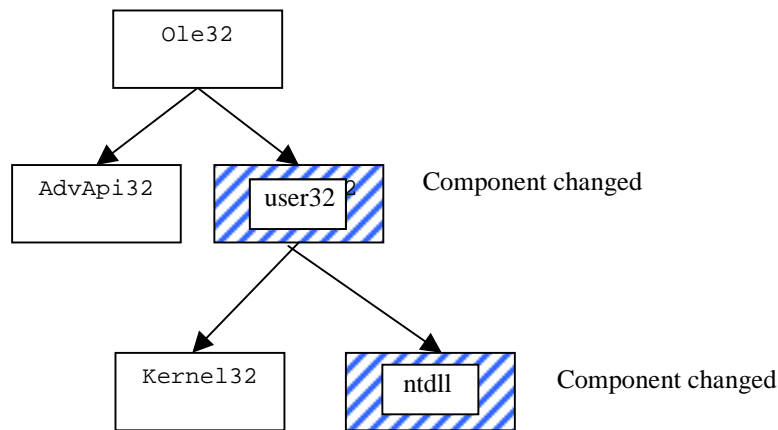 Ole32
AdvApi32
user32
Component changed
Kernel32
ntdll
Component changed